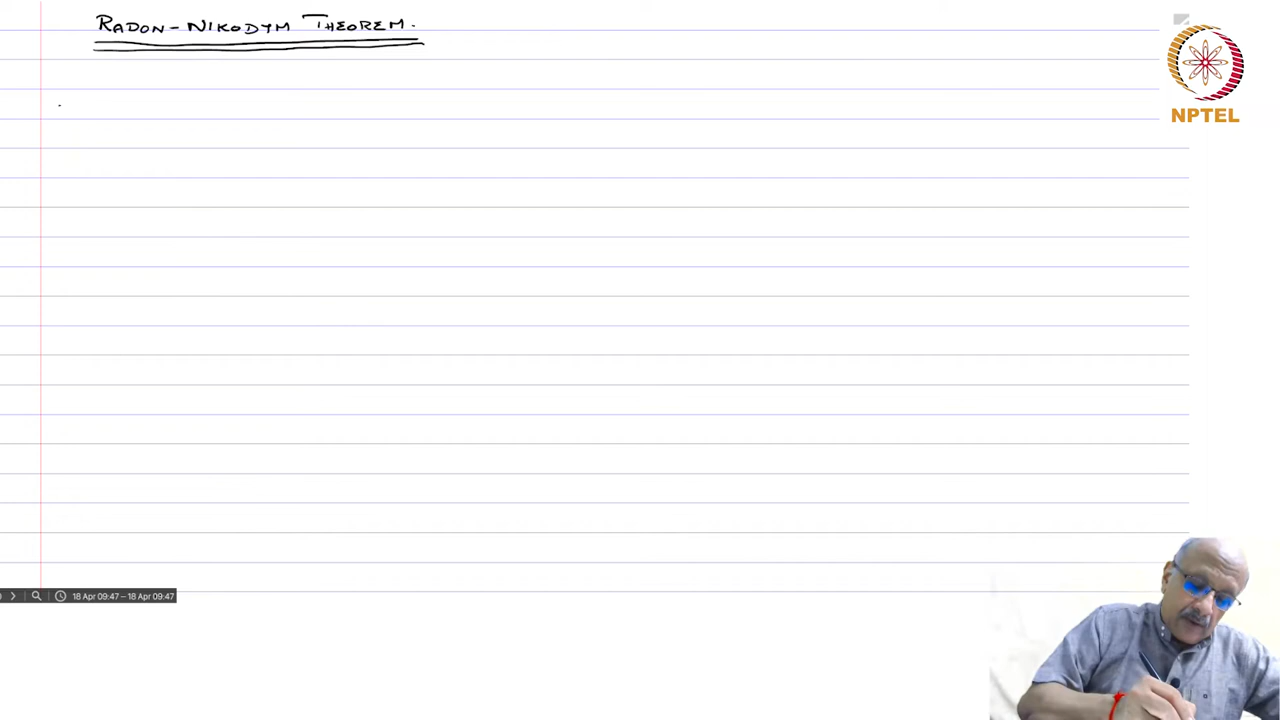 RADON-NIKODYM THEOREM.
NPTEL
18 Apr 09:47 – 18 Apr 09:47